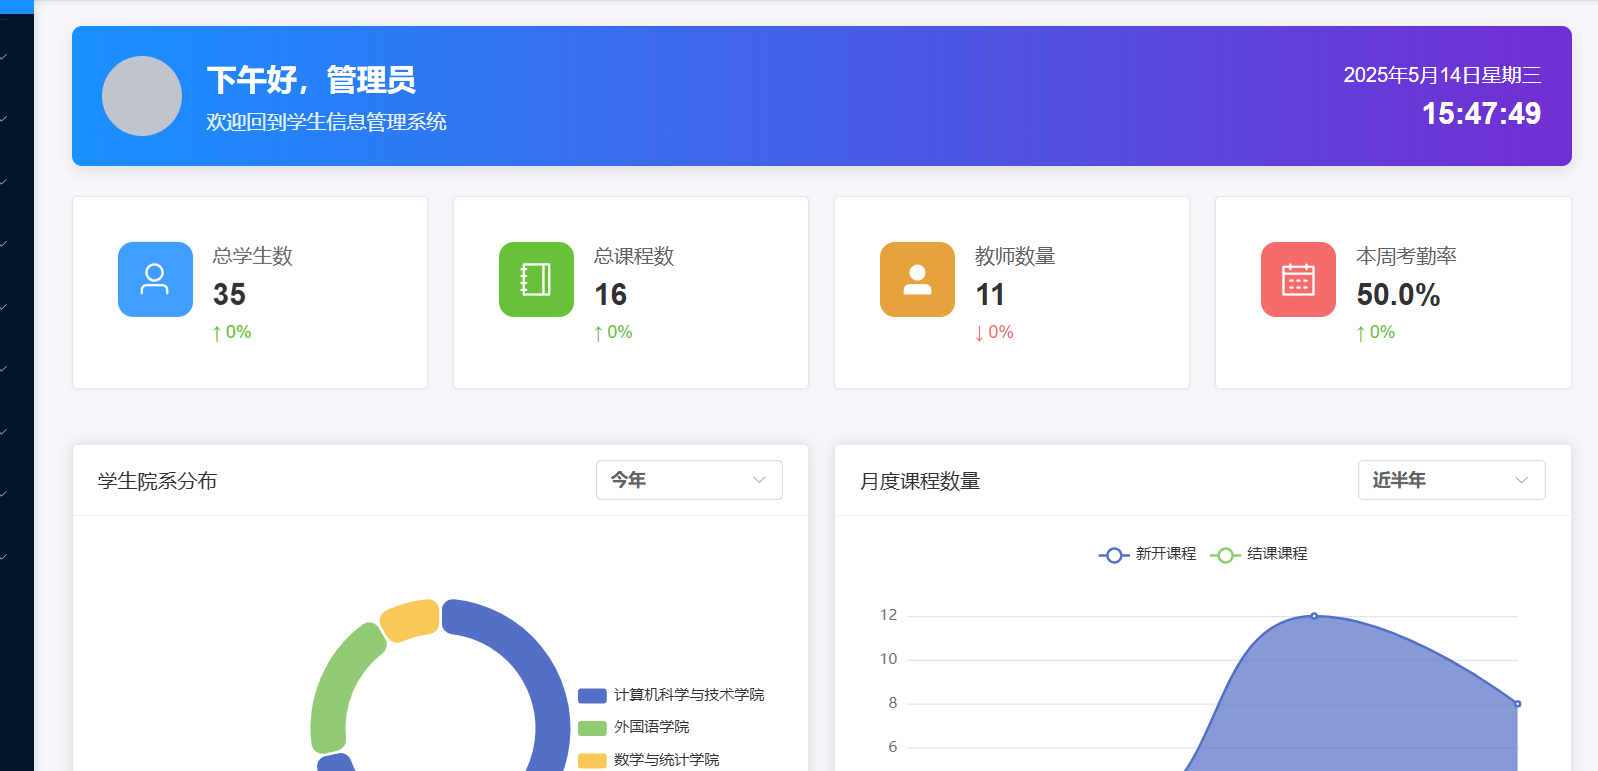 下午好，管理员
欢迎回到学生信息管理系统
2025年5月14日星期三
15:47:49
总学生数
35
↑ 0%
总课程数
16
↑ 0%
教师数量
11
↓ 0%
本周考勤率
50.0%
↑ 0%
学生院系分布
今年
计算机科学与技术学院
外国语学院
数学与统计学院
月度课程数量
近半年
新开课程
结课课程
12
10
8
6